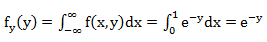 f_y(y) = ∫_{-∞}^{∞} f(x,y)dx = ∫_0^1 e^{-y}dx = e^{-y}